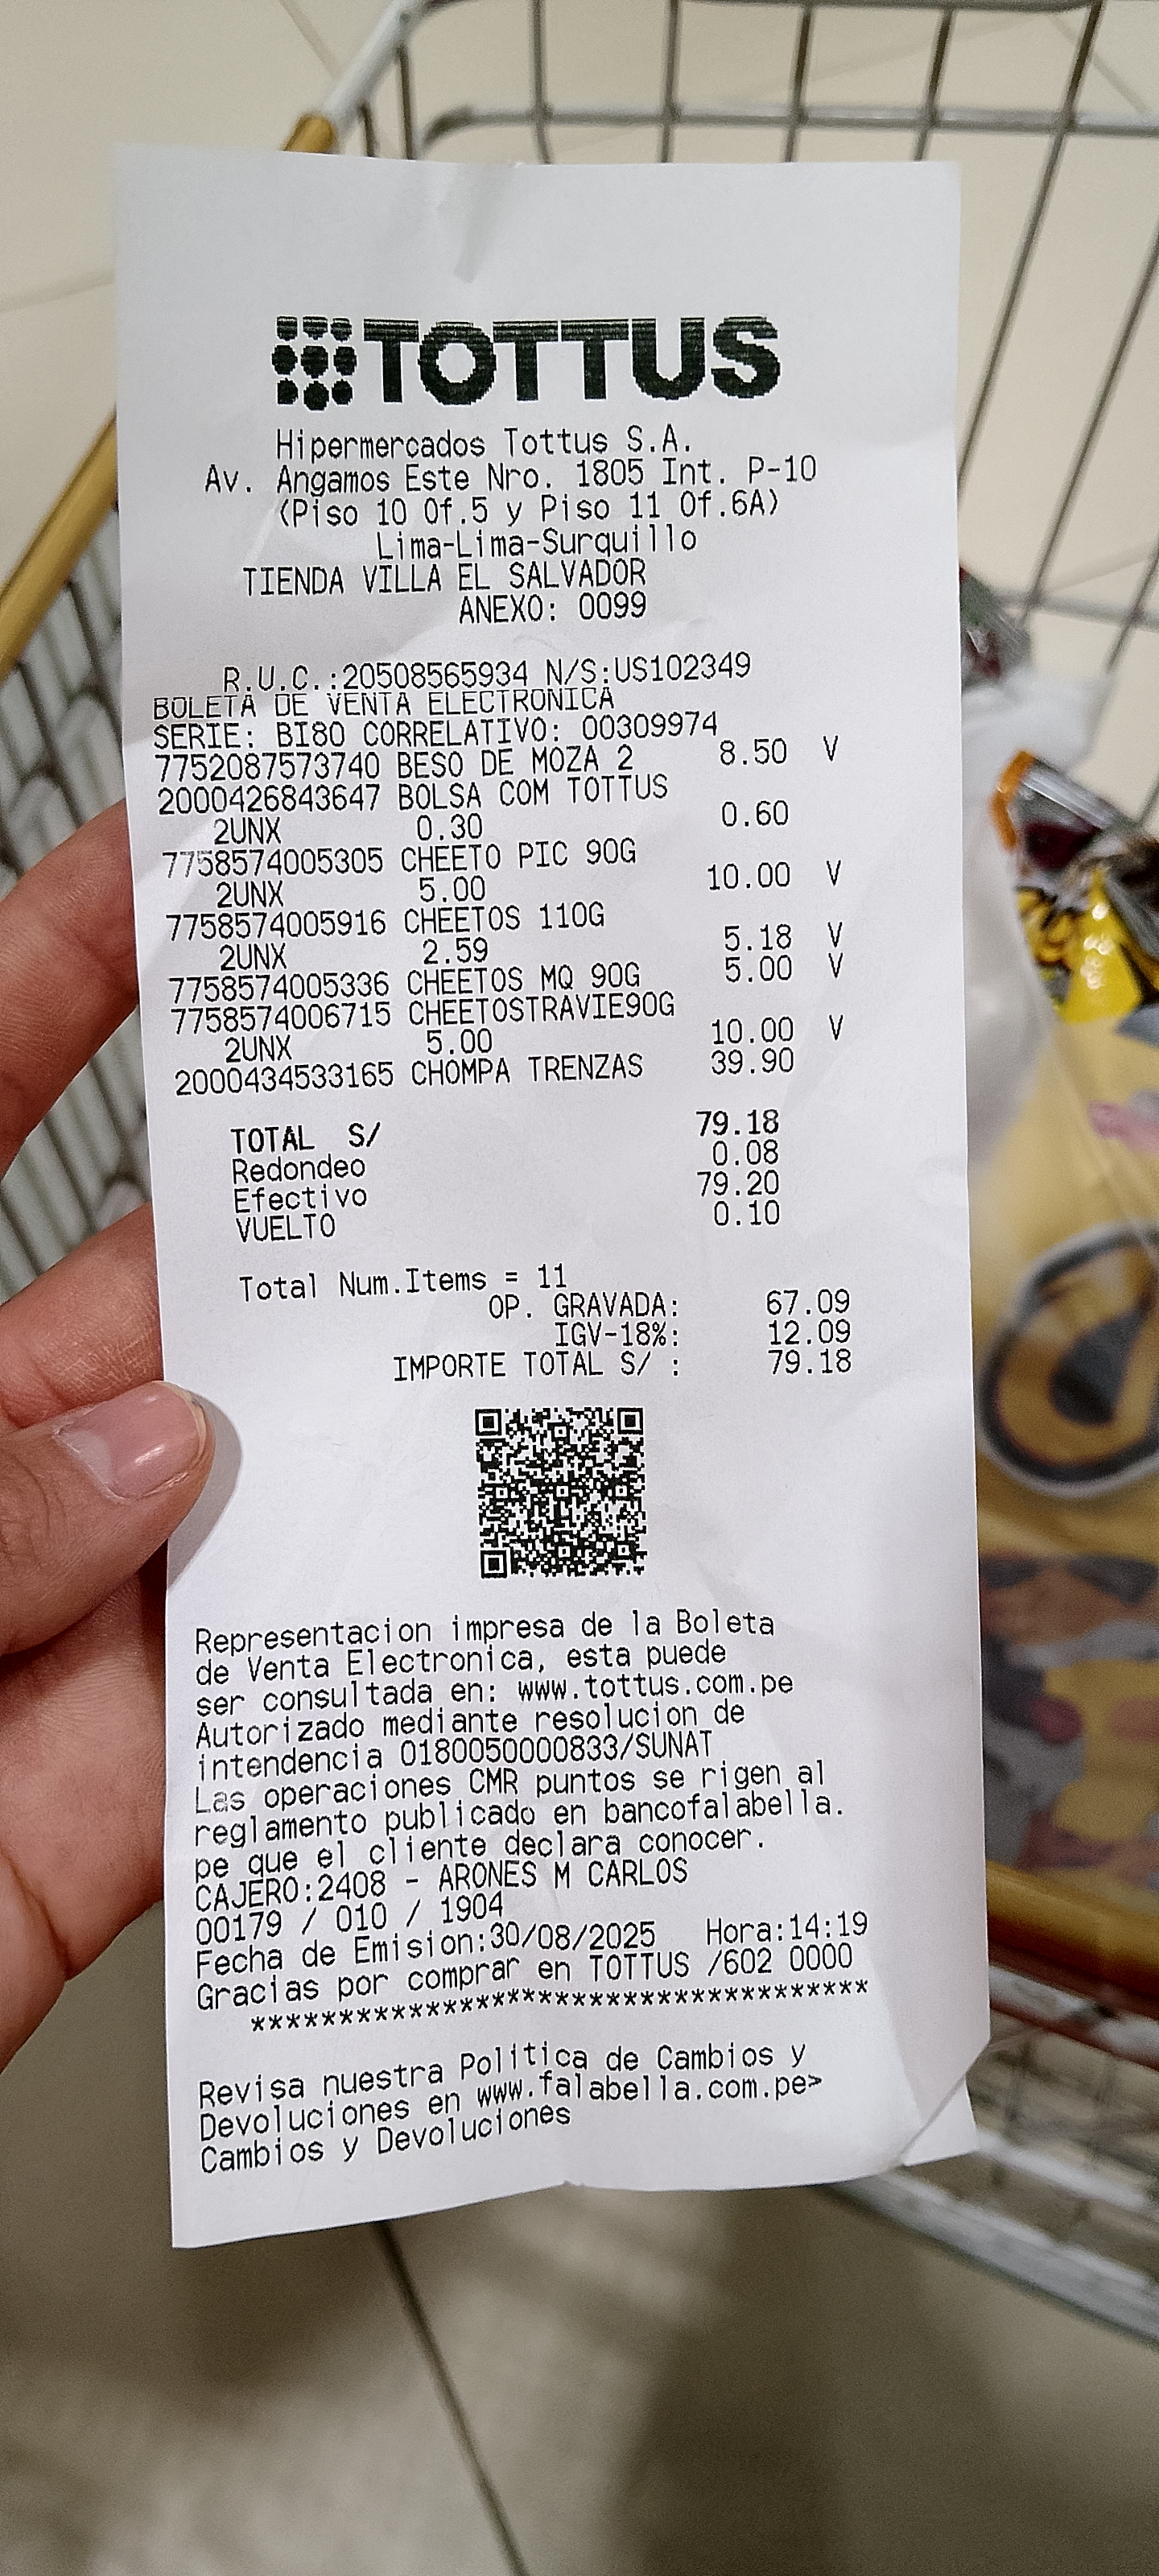 TOTTUS
Hipermercados Tottus S.A.
Av. Angamos Este Nro. 1805 Int. P-10
(Piso 10 Of.5 y Piso 11 Of.6A)
Lima-Lima-Surquillo
TIENDA VILLA EL SALVADOR
ANEXO: 0099
R.U.C.:20508565934 N/S:US102349
BOLETA DE VENTA ELECTRONICA
SERIE: BI80 CORRELATIVO: 00309974
7752087573740 BESO DE MOZA 2 8.50 V
2000426843647 BOLSA COM TOTTUS
2UNX 0.30 0.60
7758574005305 CHEETO PIC 90G
2UNX 5.00 10.00 V
7758574005916 CHEETOS 110G
2UNX 2.59 5.18 V
7758574005336 CHEETOS MQ 90G 5.00 V
7758574006715 CHEETOSTRAVIE90G
2UNX 5.00 10.00 V
2000434533165 CHOMPA TRENZAS 39.90
TOTAL S/ 79.18
Redondeo 0.08
Efectivo 79.20
VUELTO 0.10
Total Num.Items = 11
OP. GRAVADA: 67.09
IGV-18%: 12.09
IMPORTE TOTAL S/ : 79.18
Representacion impresa de la Boleta
de Venta Electronica, esta puede
ser consultada en: www.tottus.com.pe
Autorizado mediante resolucion de
intendencia 0180050000833/SUNAT
Las operaciones CMR puntos se rigen al
reglamento publicado en bancofalabella.
pe que el cliente declara conocer.
CAJERO:2408 - ARONES M CARLOS
00179 / 010 / 1904
Fecha de Emision:30/08/2025 Hora:14:19
Gracias por comprar en TOTTUS /602 0000
***************************************
Revisa nuestra Politica de Cambios y
Devoluciones en www.falabella.com.pe>
Cambios y Devoluciones